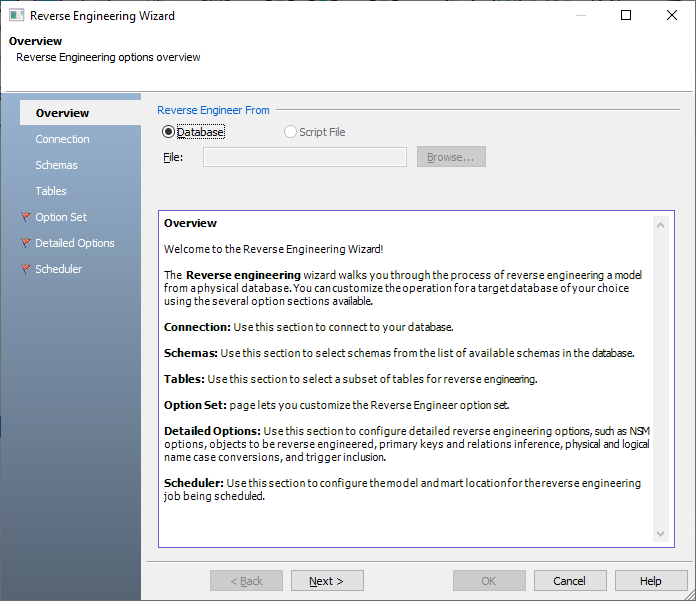 Reverse Engineering Wizard
Overview
Reverse Engineering options overview
Overview
Connection
Schemas
Tables
Option Set
Detailed Options
Scheduler
Reverse Engineer From
Database
Script File
File:
Browse...
Overview
Welcome to the Reverse Engineering Wizard!
The Reverse engineering wizard walks you through the process of reverse engineering a model
from a physical database. You can customize the operation for a target database of your choice
using the several option sections available.
Connection: Use this section to connect to your database.
Schemas: Use this section to select schemas from the list of available schemas in the database.
Tables: Use this section to select a subset of tables for reverse engineering.
Option Set: page lets you customize the Reverse Engineer option set.
Detailed Options: Use this section to configure detailed reverse engineering options, such as NSM
options, objects to be reverse engineered, primary keys and relations inference, physical and logical
name case conversions, and trigger inclusion.
Scheduler: Use this section to configure the model and mart location for the reverse engineering
job being scheduled.
< Back
Next >
OK
Cancel
Help